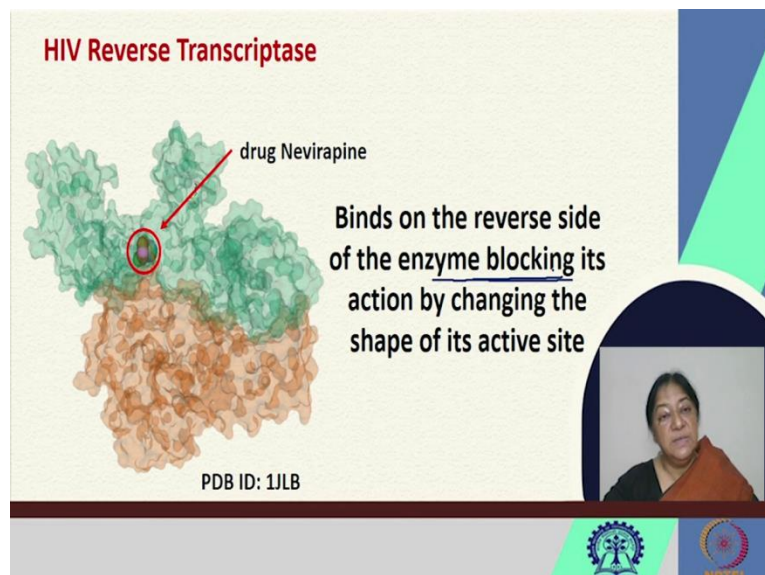 HIV Reverse Transcriptase
drug Nevirapine
Binds on the reverse side
of the enzyme blocking its
action by changing the
shape of its active site
PDB ID: 1JLB
NPTEL